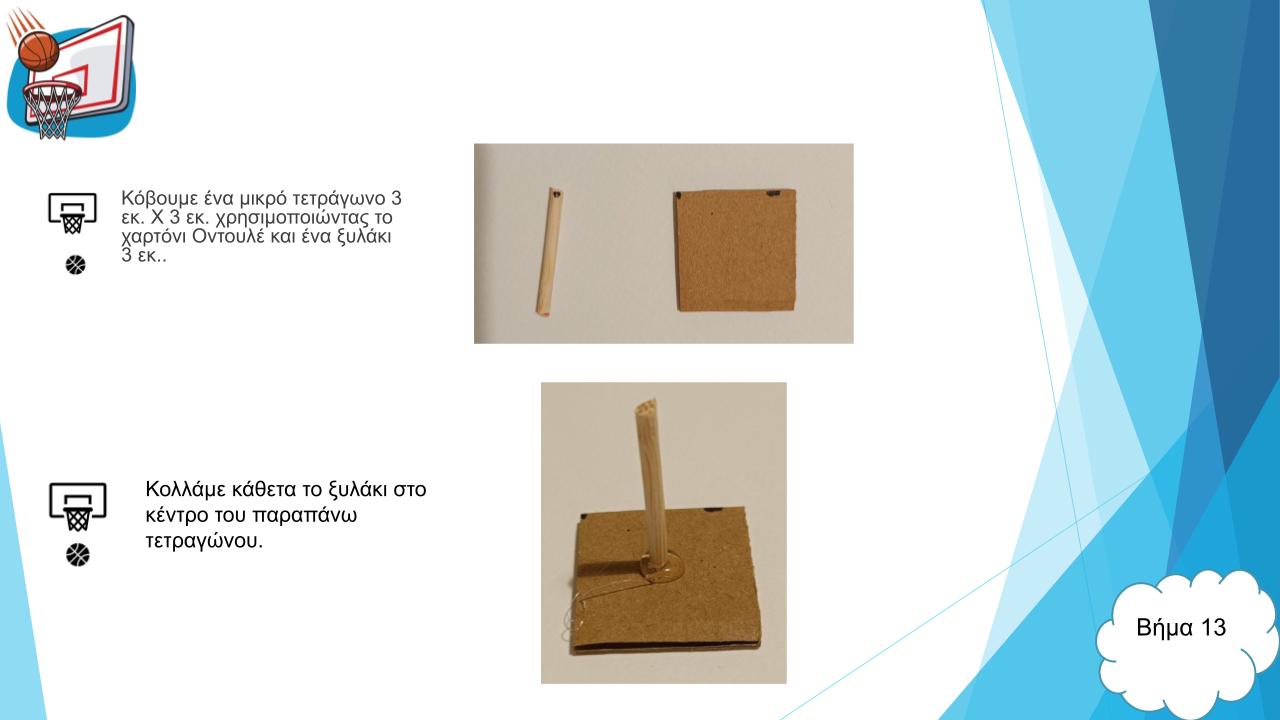 Κόβουμε ένα μικρό τετράγωνο 3
εκ. Χ 3 εκ. χρησιμοποιώντας το
χαρτόνι Οντουλέ και ένα ξυλάκι
3 εκ..
Κολλάμε κάθετα το ξυλάκι στο
κέντρο του παραπάνω
τετραγώνου.
Βήμα 13